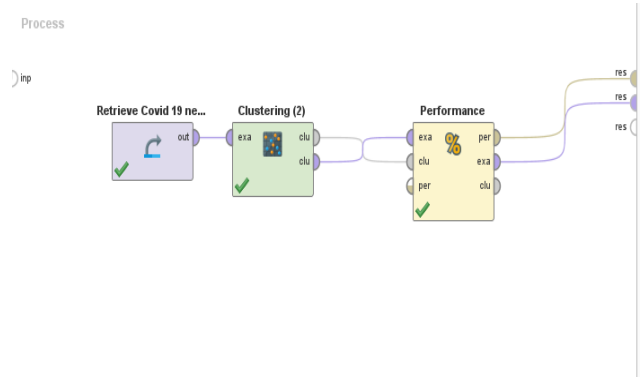 Process
inp
res
res
res
Retrieve Covid 19 ne...
out
Clustering (2)
exa
clu
clu
Performance
%
exa
per
clu
exa
per
clu